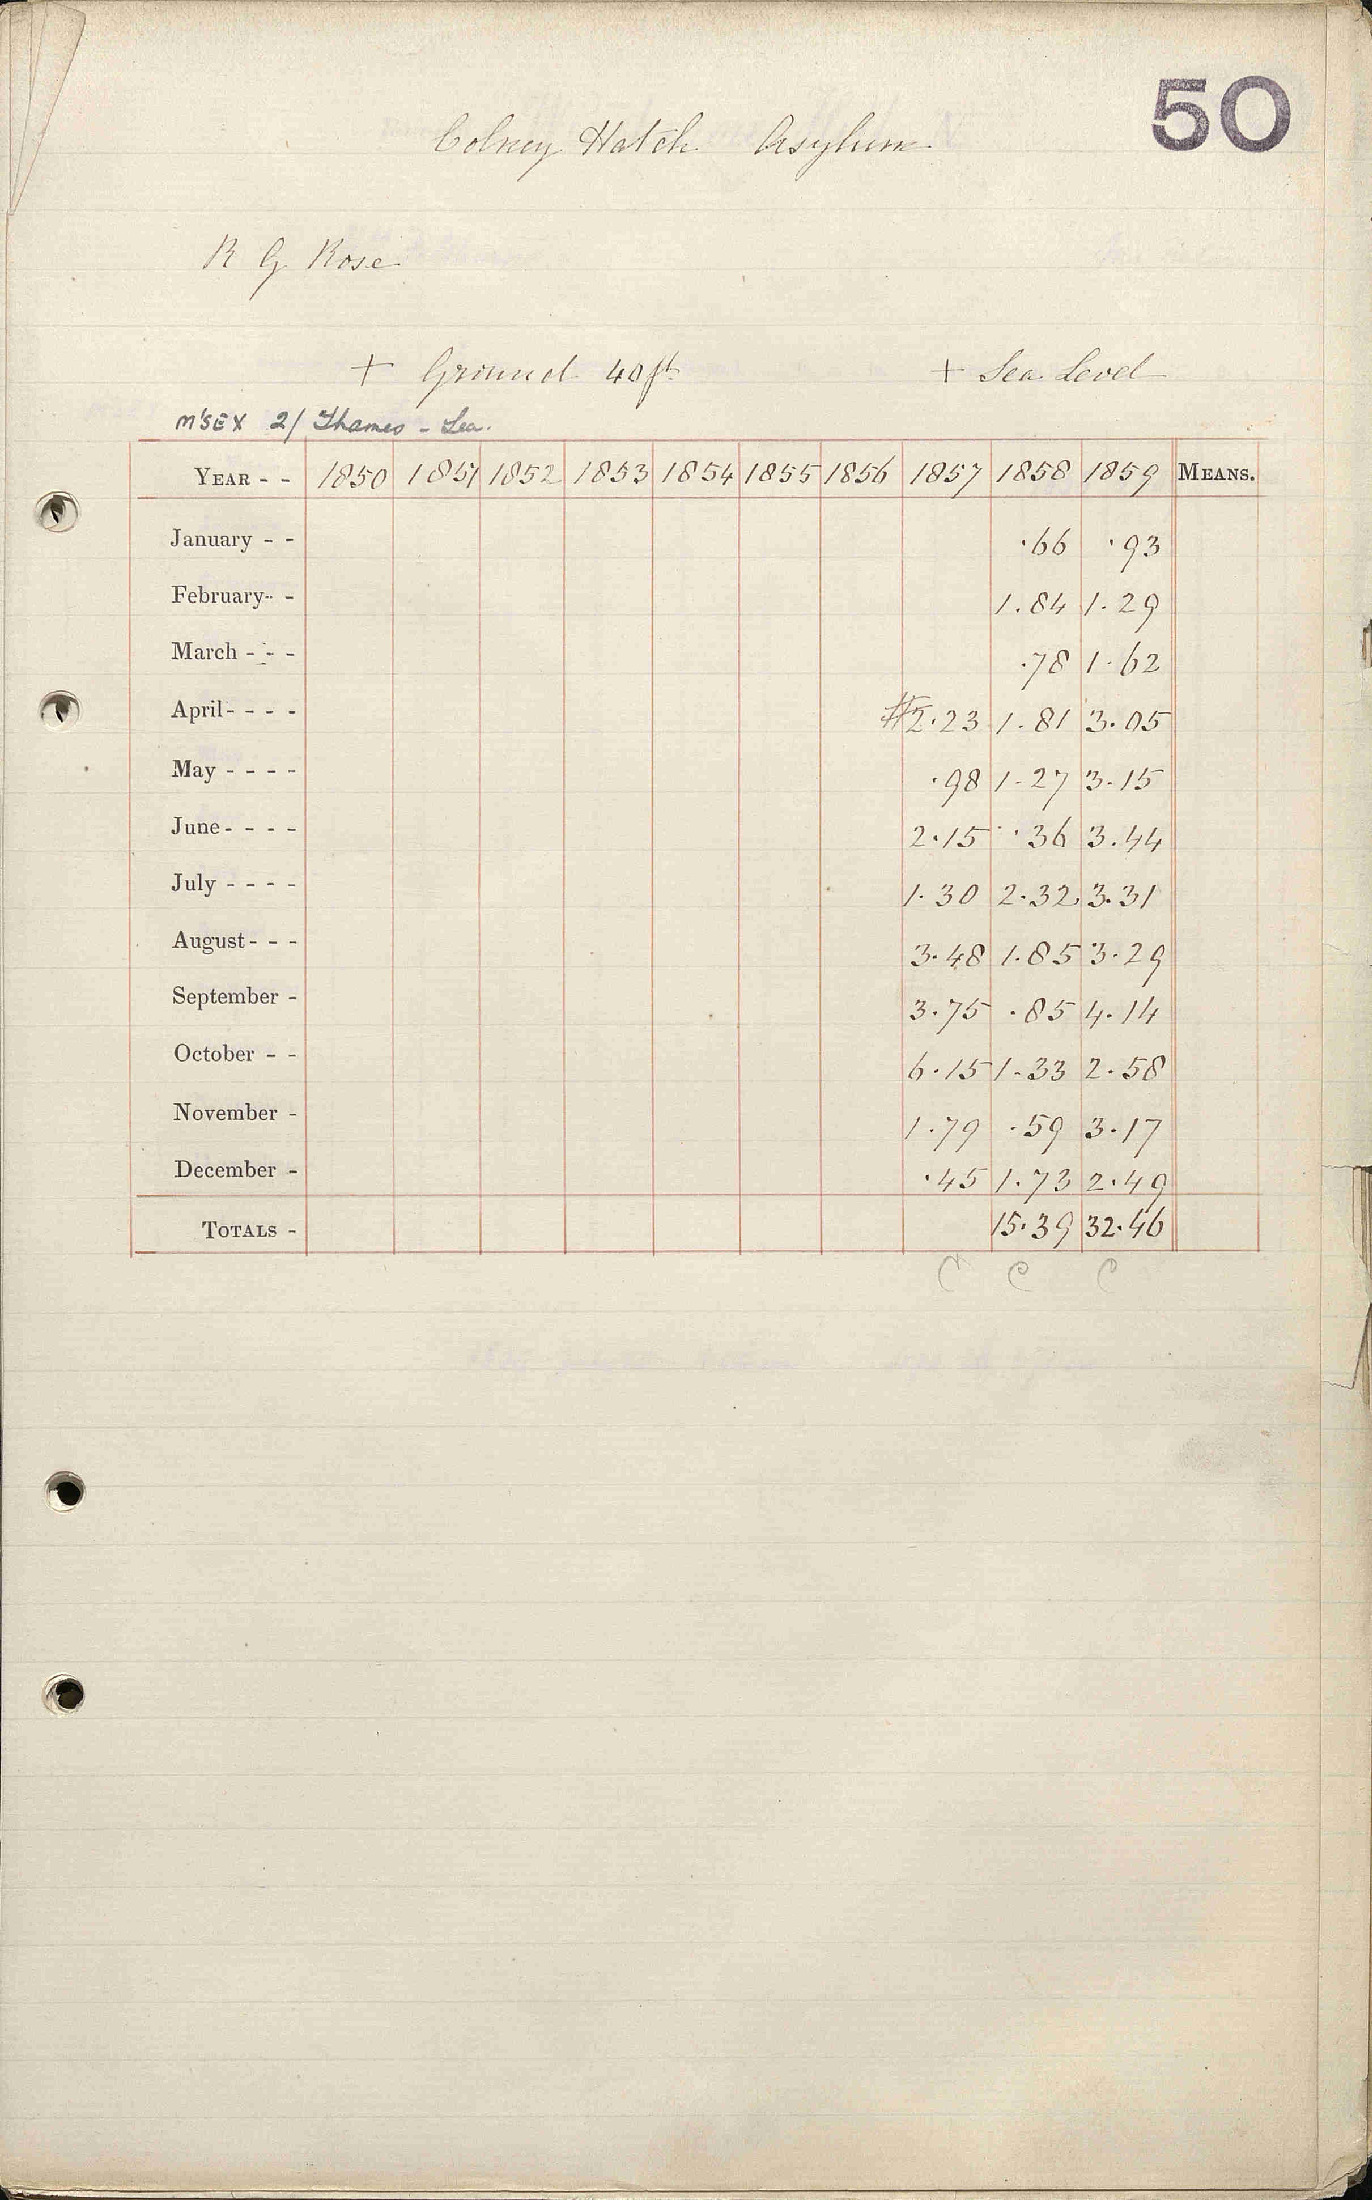 50
Colney Hatch Asylum
R G Rose
+ Ground 40 ft + Sea Level
M'SEX 2/ Thames - Lea.
YEAR - - 1850 1851 1852 1853 1854 1855 1856 1857 1858 1859 MEANS.
January - - .66 .93
February - - 1.84 1.29
March - - - .78 1.62
April - - - - #2.23 1.81 3.05
May - - - - .98 1.27 3.15
June - - - - 2.15 .36 3.44
July - - - - 1.30 2.32 3.31
August - - - 3.48 1.85 3.29
September - 3.75 .85 4.14
October - - 6.15 1.33 2.58
November - 1.79 .59 3.17
December - .45 1.73 2.49
TOTALS - 15.39 32.46
C C C